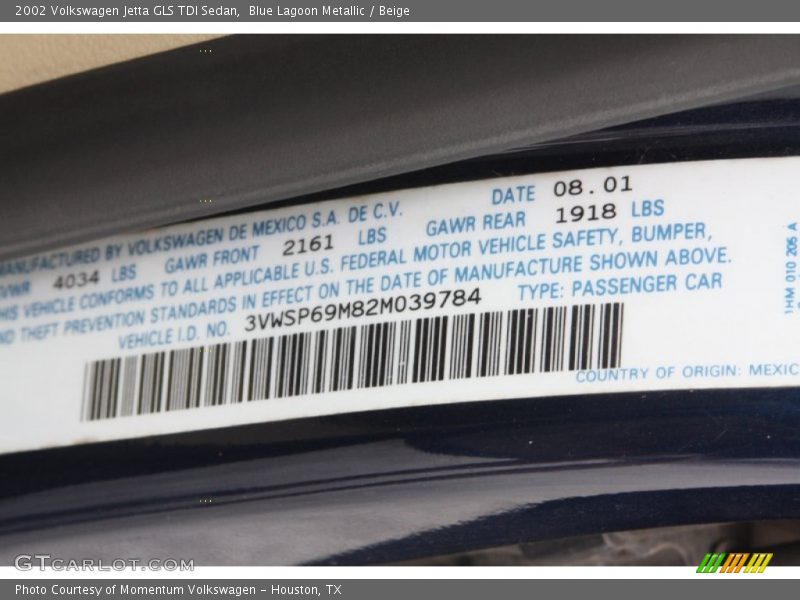 2002 Volkswagen Jetta GLS TDI Sedan,  Blue Lagoon Metallic / Beige
MANUFACTURED BY VOLKSWAGEN DE MEXICO S.A. DE C.V. DATE 08.01
GVWR 4034 LBS GAWR FRONT 2161 LBS GAWR REAR 1918 LBS
THIS VEHICLE CONFORMS TO ALL APPLICABLE U.S. FEDERAL MOTOR VEHICLE SAFETY, BUMPER,
ND THEFT PREVENTION STANDARDS IN EFFECT ON THE DATE OF MANUFACTURE SHOWN ABOVE.
VEHICLE I.D. NO. 3VWSP69M82M039784 TYPE: PASSENGER CAR
COUNTRY OF ORIGIN: MEXIC
1HM 010 205 A
GTCARLOT.COM
Photo Courtesy of Momentum Volkswagen - Houston, TX